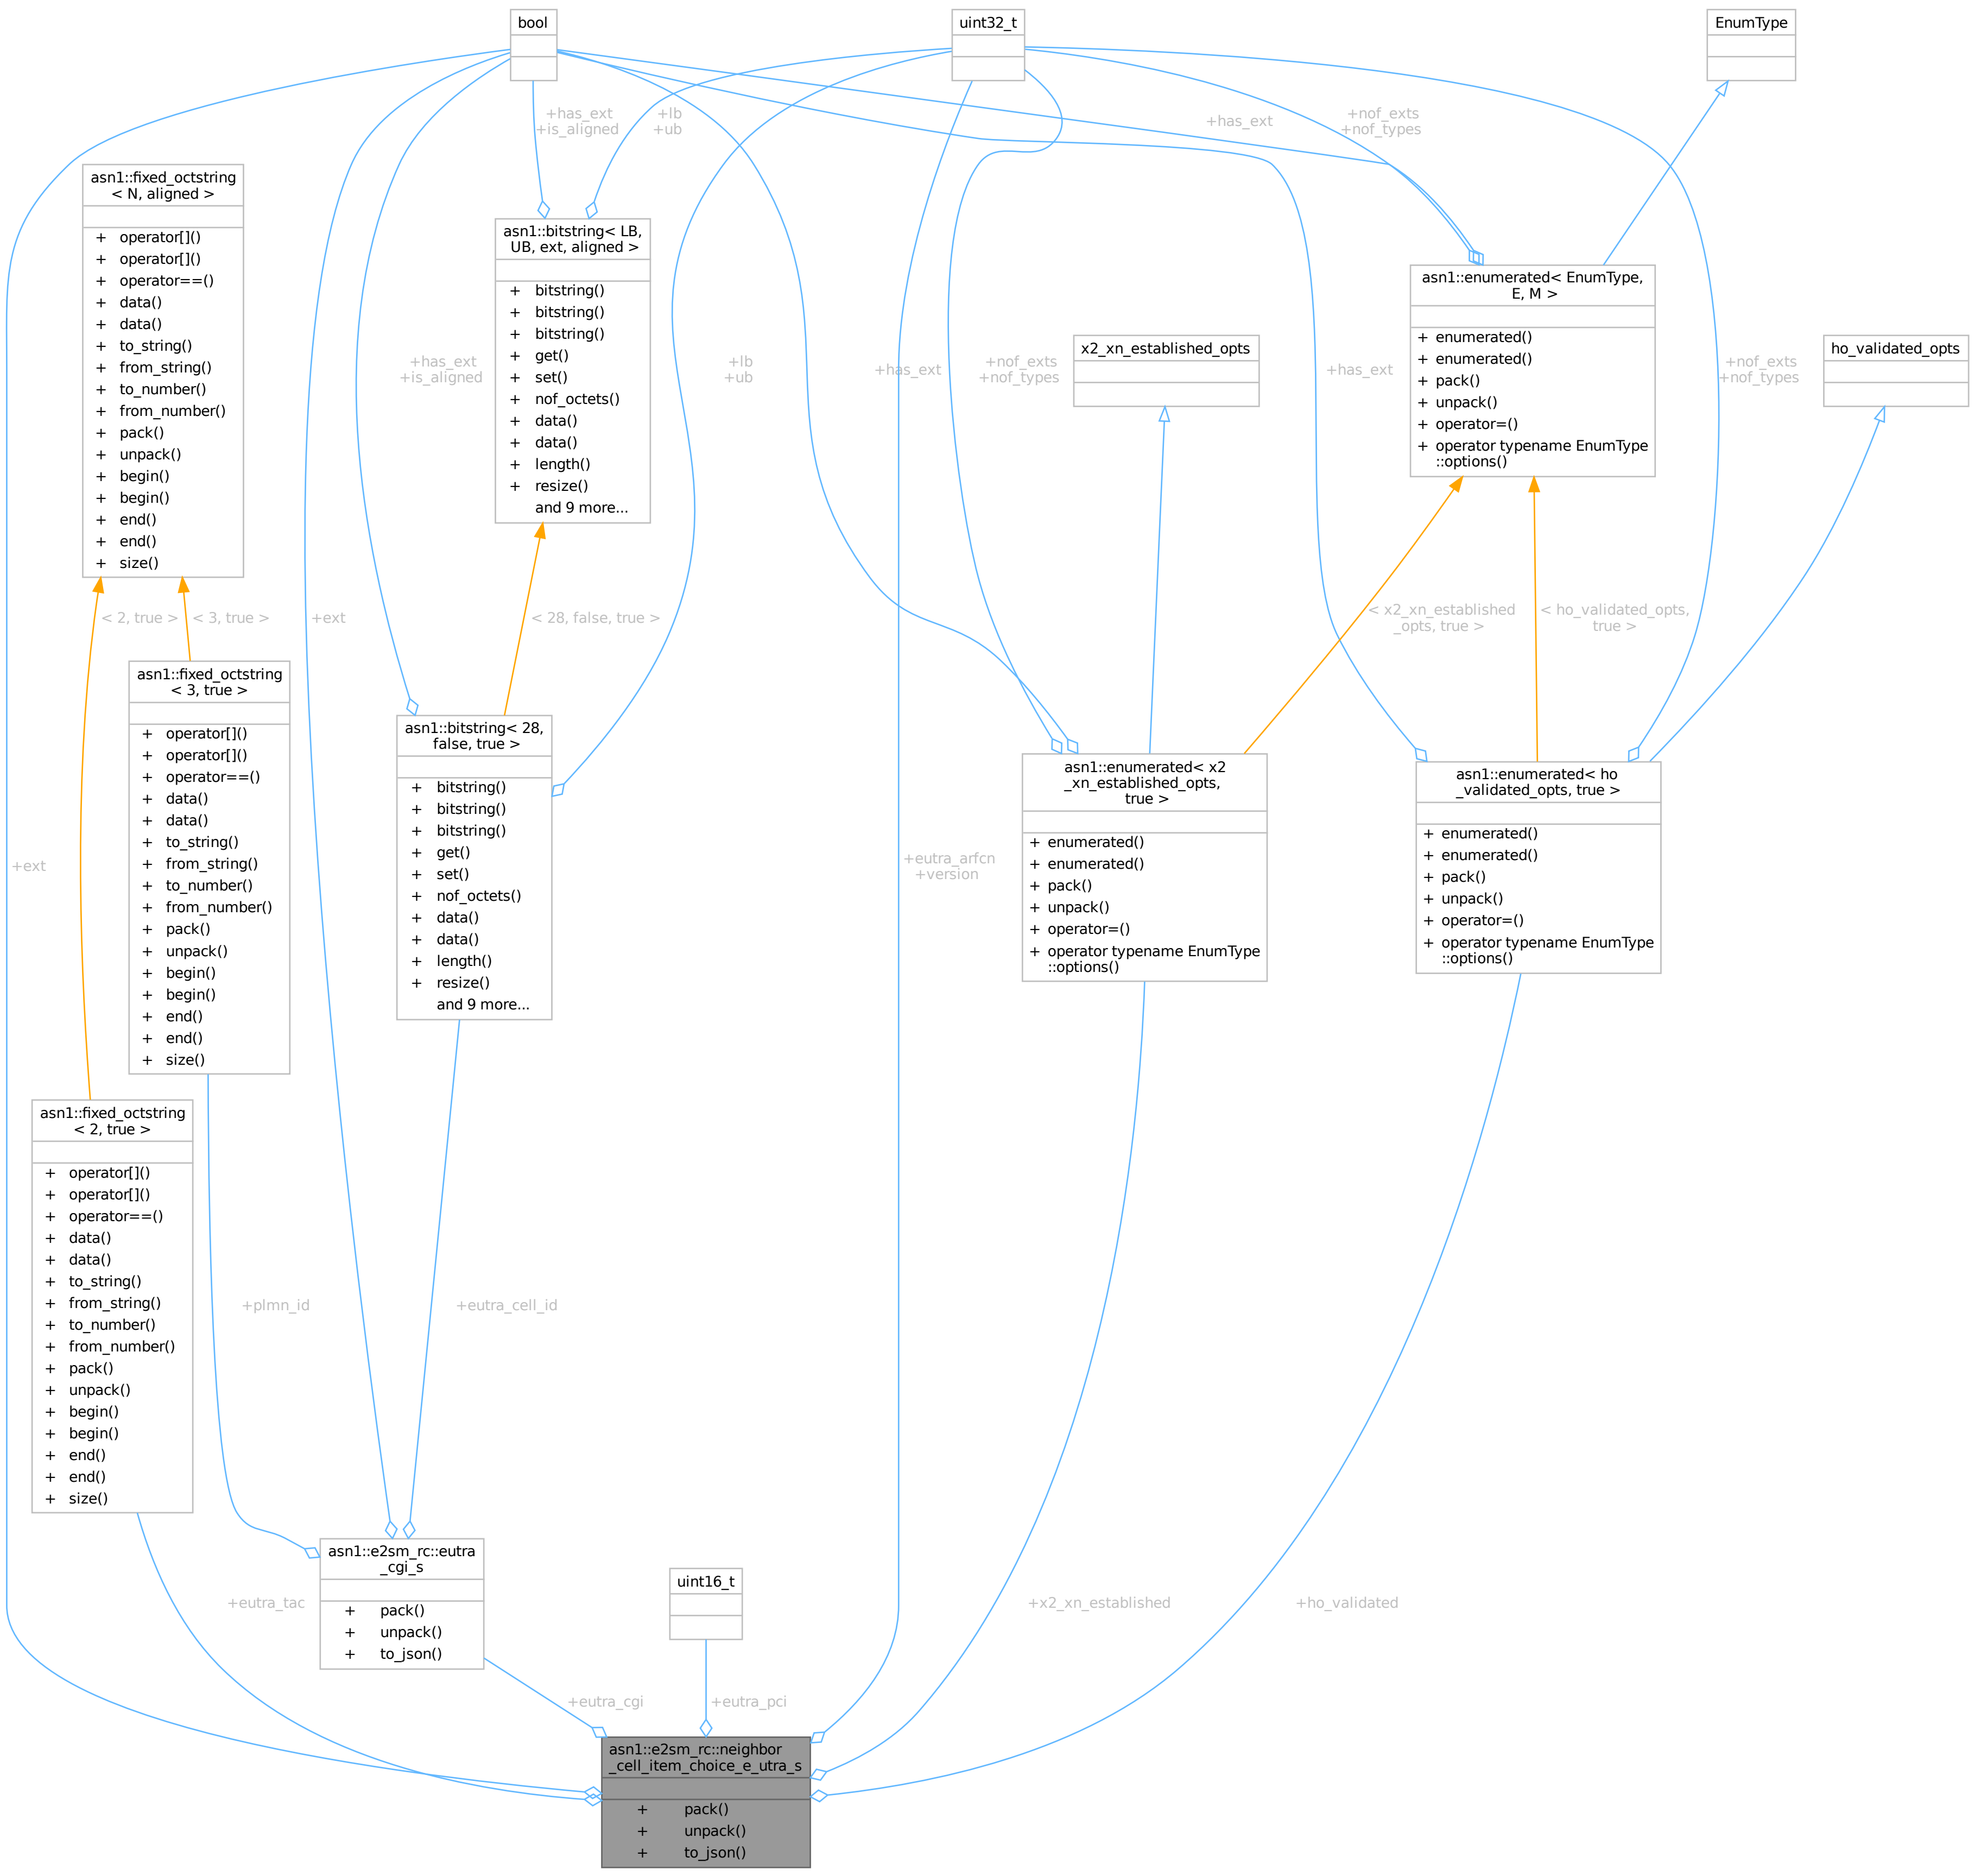 bool
uint32_t
EnumType
+has_ext
+is_aligned
+lb
+ub
+has_ext
+nof_exts
+nof_types
asn1::fixed_octstring
< N, aligned >
+ operator[]()
+ operator[]()
+ operator==()
+ data()
+ data()
+ to_string()
+ from_string()
+ to_number()
+ from_number()
+ pack()
+ unpack()
+ begin()
+ begin()
+ end()
+ end()
+ size()
asn1::bitstring< LB,
UB, ext, aligned >
+ bitstring()
+ bitstring()
+ bitstring()
+ get()
+ set()
+ nof_octets()
+ data()
+ data()
+ length()
+ resize()
and 9 more...
asn1::enumerated< EnumType,
E, M >
+ enumerated()
+ enumerated()
+ pack()
+ unpack()
+ operator=()
+ operator typename EnumType
::options()
x2_xn_established_opts
ho_validated_opts
+has_ext
+is_aligned
+lb
+ub
+has_ext
+nof_exts
+nof_types
+has_ext
+nof_exts
+nof_types
< 2, true >
< 3, true >
+ext
< 28, false, true >
< x2_xn_established
_opts, true >
< ho_validated_opts,
true >
asn1::fixed_octstring
< 3, true >
+ operator[]()
+ operator[]()
+ operator==()
+ data()
+ data()
+ to_string()
+ from_string()
+ to_number()
+ from_number()
+ pack()
+ unpack()
+ begin()
+ begin()
+ end()
+ end()
+ size()
asn1::bitstring< 28,
false, true >
+ bitstring()
+ bitstring()
+ bitstring()
+ get()
+ set()
+ nof_octets()
+ data()
+ data()
+ length()
+ resize()
and 9 more...
asn1::enumerated< x2
_xn_established_opts,
true >
+ enumerated()
+ enumerated()
+ pack()
+ unpack()
+ operator=()
+ operator typename EnumType
::options()
asn1::enumerated< ho
_validated_opts, true >
+ enumerated()
+ enumerated()
+ pack()
+ unpack()
+ operator=()
+ operator typename EnumType
::options()
+ext
+eutra_arfcn
+version
asn1::fixed_octstring
< 2, true >
+ operator[]()
+ operator[]()
+ operator==()
+ data()
+ data()
+ to_string()
+ from_string()
+ to_number()
+ from_number()
+ pack()
+ unpack()
+ begin()
+ begin()
+ end()
+ end()
+ size()
+plmn_id
+eutra_cell_id
asn1::e2sm_rc::eutra
_cgi_s
+ pack()
+ unpack()
+ to_json()
uint16_t
+eutra_tac
+x2_xn_established
+ho_validated
+eutra_cgi
+eutra_pci
asn1::e2sm_rc::neighbor
_cell_item_choice_e_utra_s
+ pack()
+ unpack()
+ to_json()